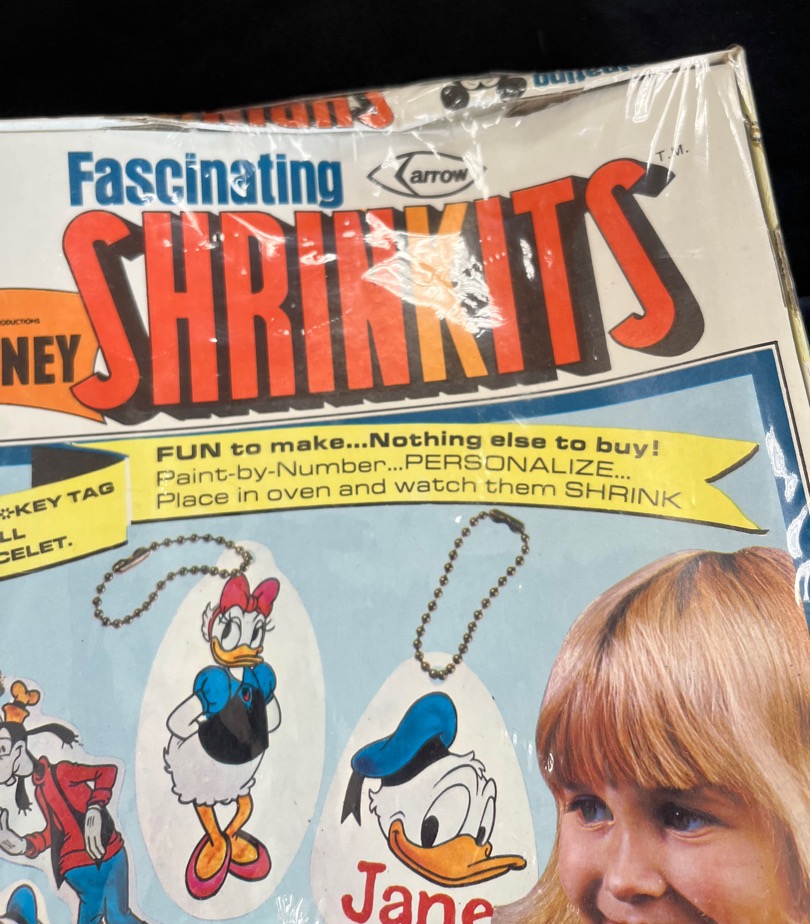 Fascinating
arrow
T.M.
SHRINKITS
NEY
FUN to make...Nothing else to buy!
Paint-by-Number...PERSONALIZE...
Place in oven and watch them SHRINK
KEY TAG
LL
CELET.
Jane